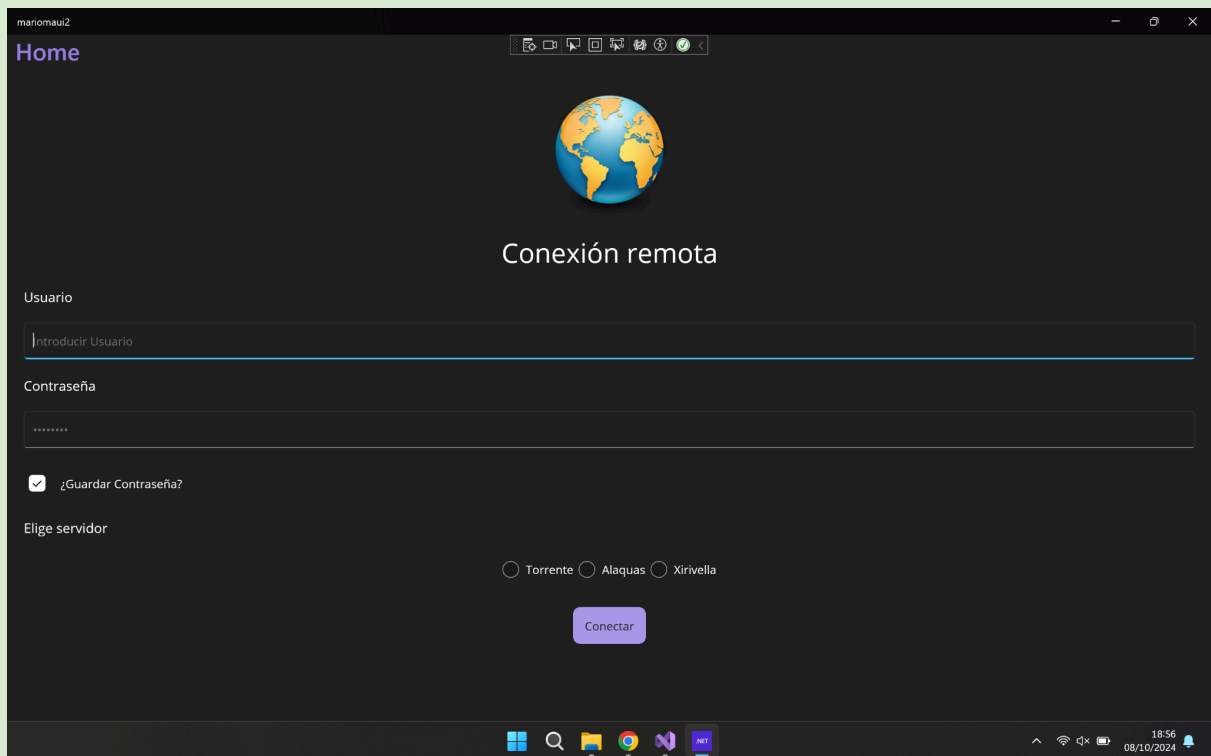 mariomaui2
Home
Conexión remota
Usuario
Introducir Usuario
Contraseña
••••••••
¿Guardar Contraseña?
Elige servidor
Torrente Alaquas Xirivella
Conectar
.NET
18:56
08/10/2024